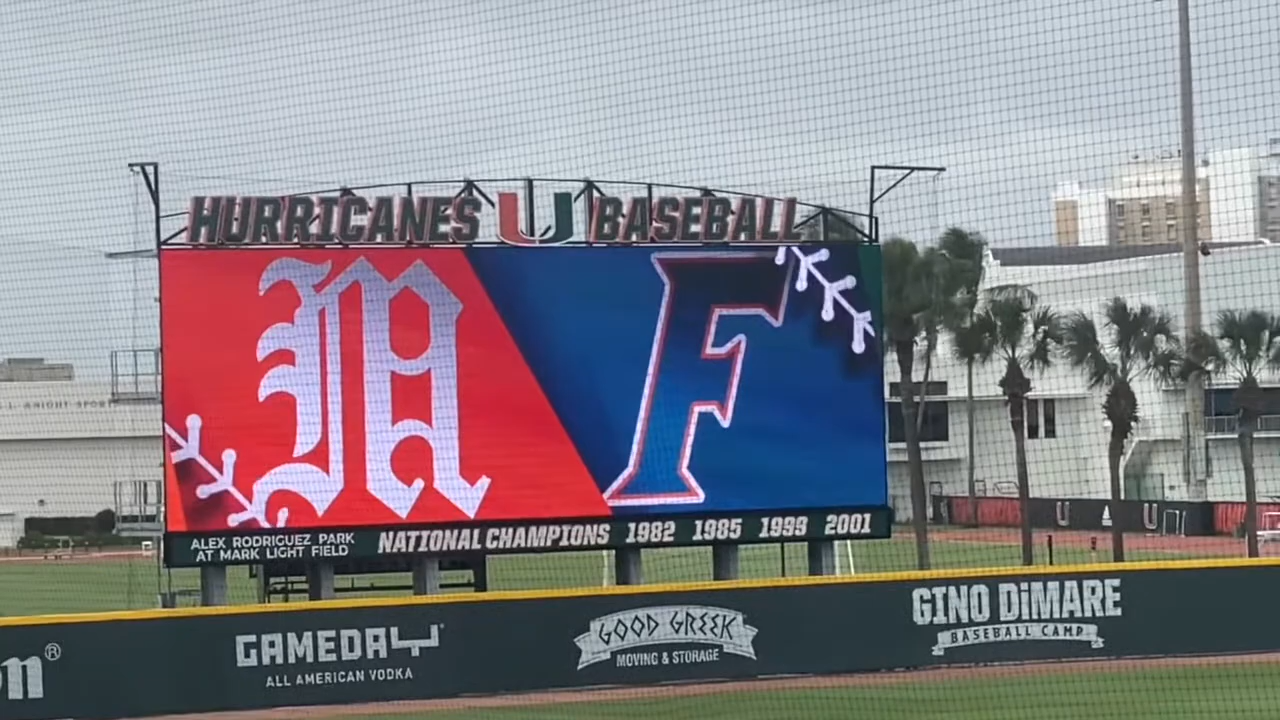 HURRICANES U BASEBALL
M F
ALEX RODRIGUEZ PARK
AT MARK LIGHT FIELD
NATIONAL CHAMPIONS 1982 1985 1999 2001
GAMEDAY
ALL AMERICAN VODKA
GOOD GREEK
MOVING & STORAGE
GINO DiMARE
BASEBALL CAMP
U
U